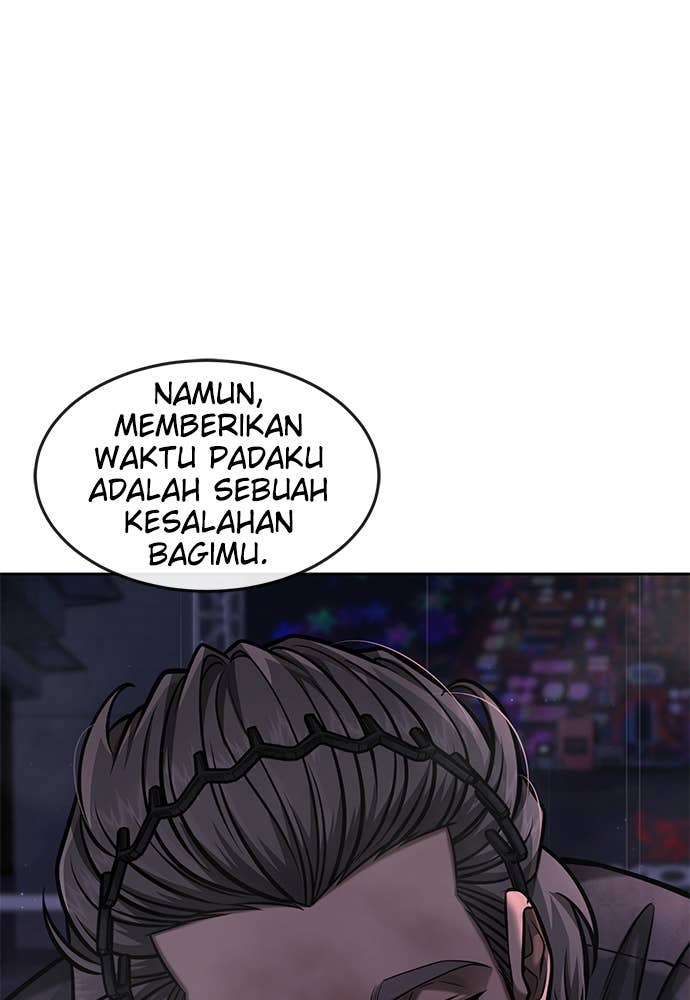 NAMUN,
MEMBERIKAN
WAKTU PADAKU
ADALAH SEBUAH
KESALAHAN
BAGIMU.